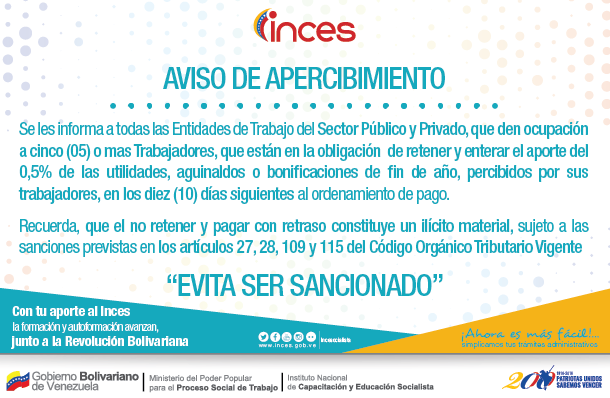 inces
AVISO DE APERCIBIMIENTO
Se les informa a todas las Entidades de Trabajo del Sector Público y Privado, que den ocupación
a cinco (05) o mas Trabajadores, que están en la obligación de retener y enterar el aporte del
0,5% de las utilidades, aguinaldos o bonificaciones de fin de año, percibidos por sus
trabajadores, en los diez (10) días siguientes al ordenamiento de pago.
Recuerda, que el no retener y pagar con retraso constituye un ilícito material, sujeto a las
sanciones previstas en los artículos 27, 28, 109 y 115 del Código Orgánico Tributario Vigente
“EVITA SER SANCIONADO”
Con tu aporte al Inces
la formación y autoformación avanzan,
junto a la Revolución Bolivariana
incesocialista
www.inces.gob.ve
¡Ahora es más fácil!...
simplificamos tus trámites administrativos
Gobierno Bolivariano
de Venezuela
Ministerio del Poder Popular
para el Proceso Social de Trabajo
Instituto Nacional
de Capacitación y Educación Socialista
200
PATRIOTAS UNIDOS
SABEMOS VENCER